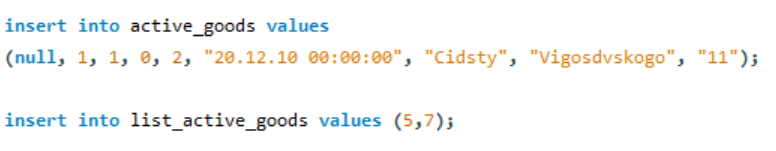 insert into active_goods values
(null, 1, 1, 0, 2, "20.12.10 00:00:00", "Cidsty", "Vigosdvskogo", "11");
insert into list_active_goods values (5,7);